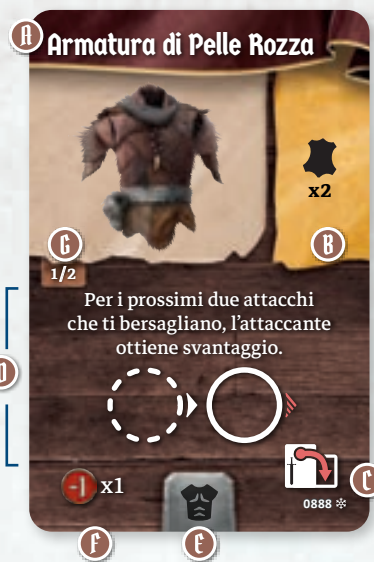 A
Armatura di Pelle Rozza
x2
G
B
1/2
Per i prossimi due attacchi
che ti bersagliano, l'attaccante
ottiene svantaggio.
D
-1 x1
C
0888
F
E